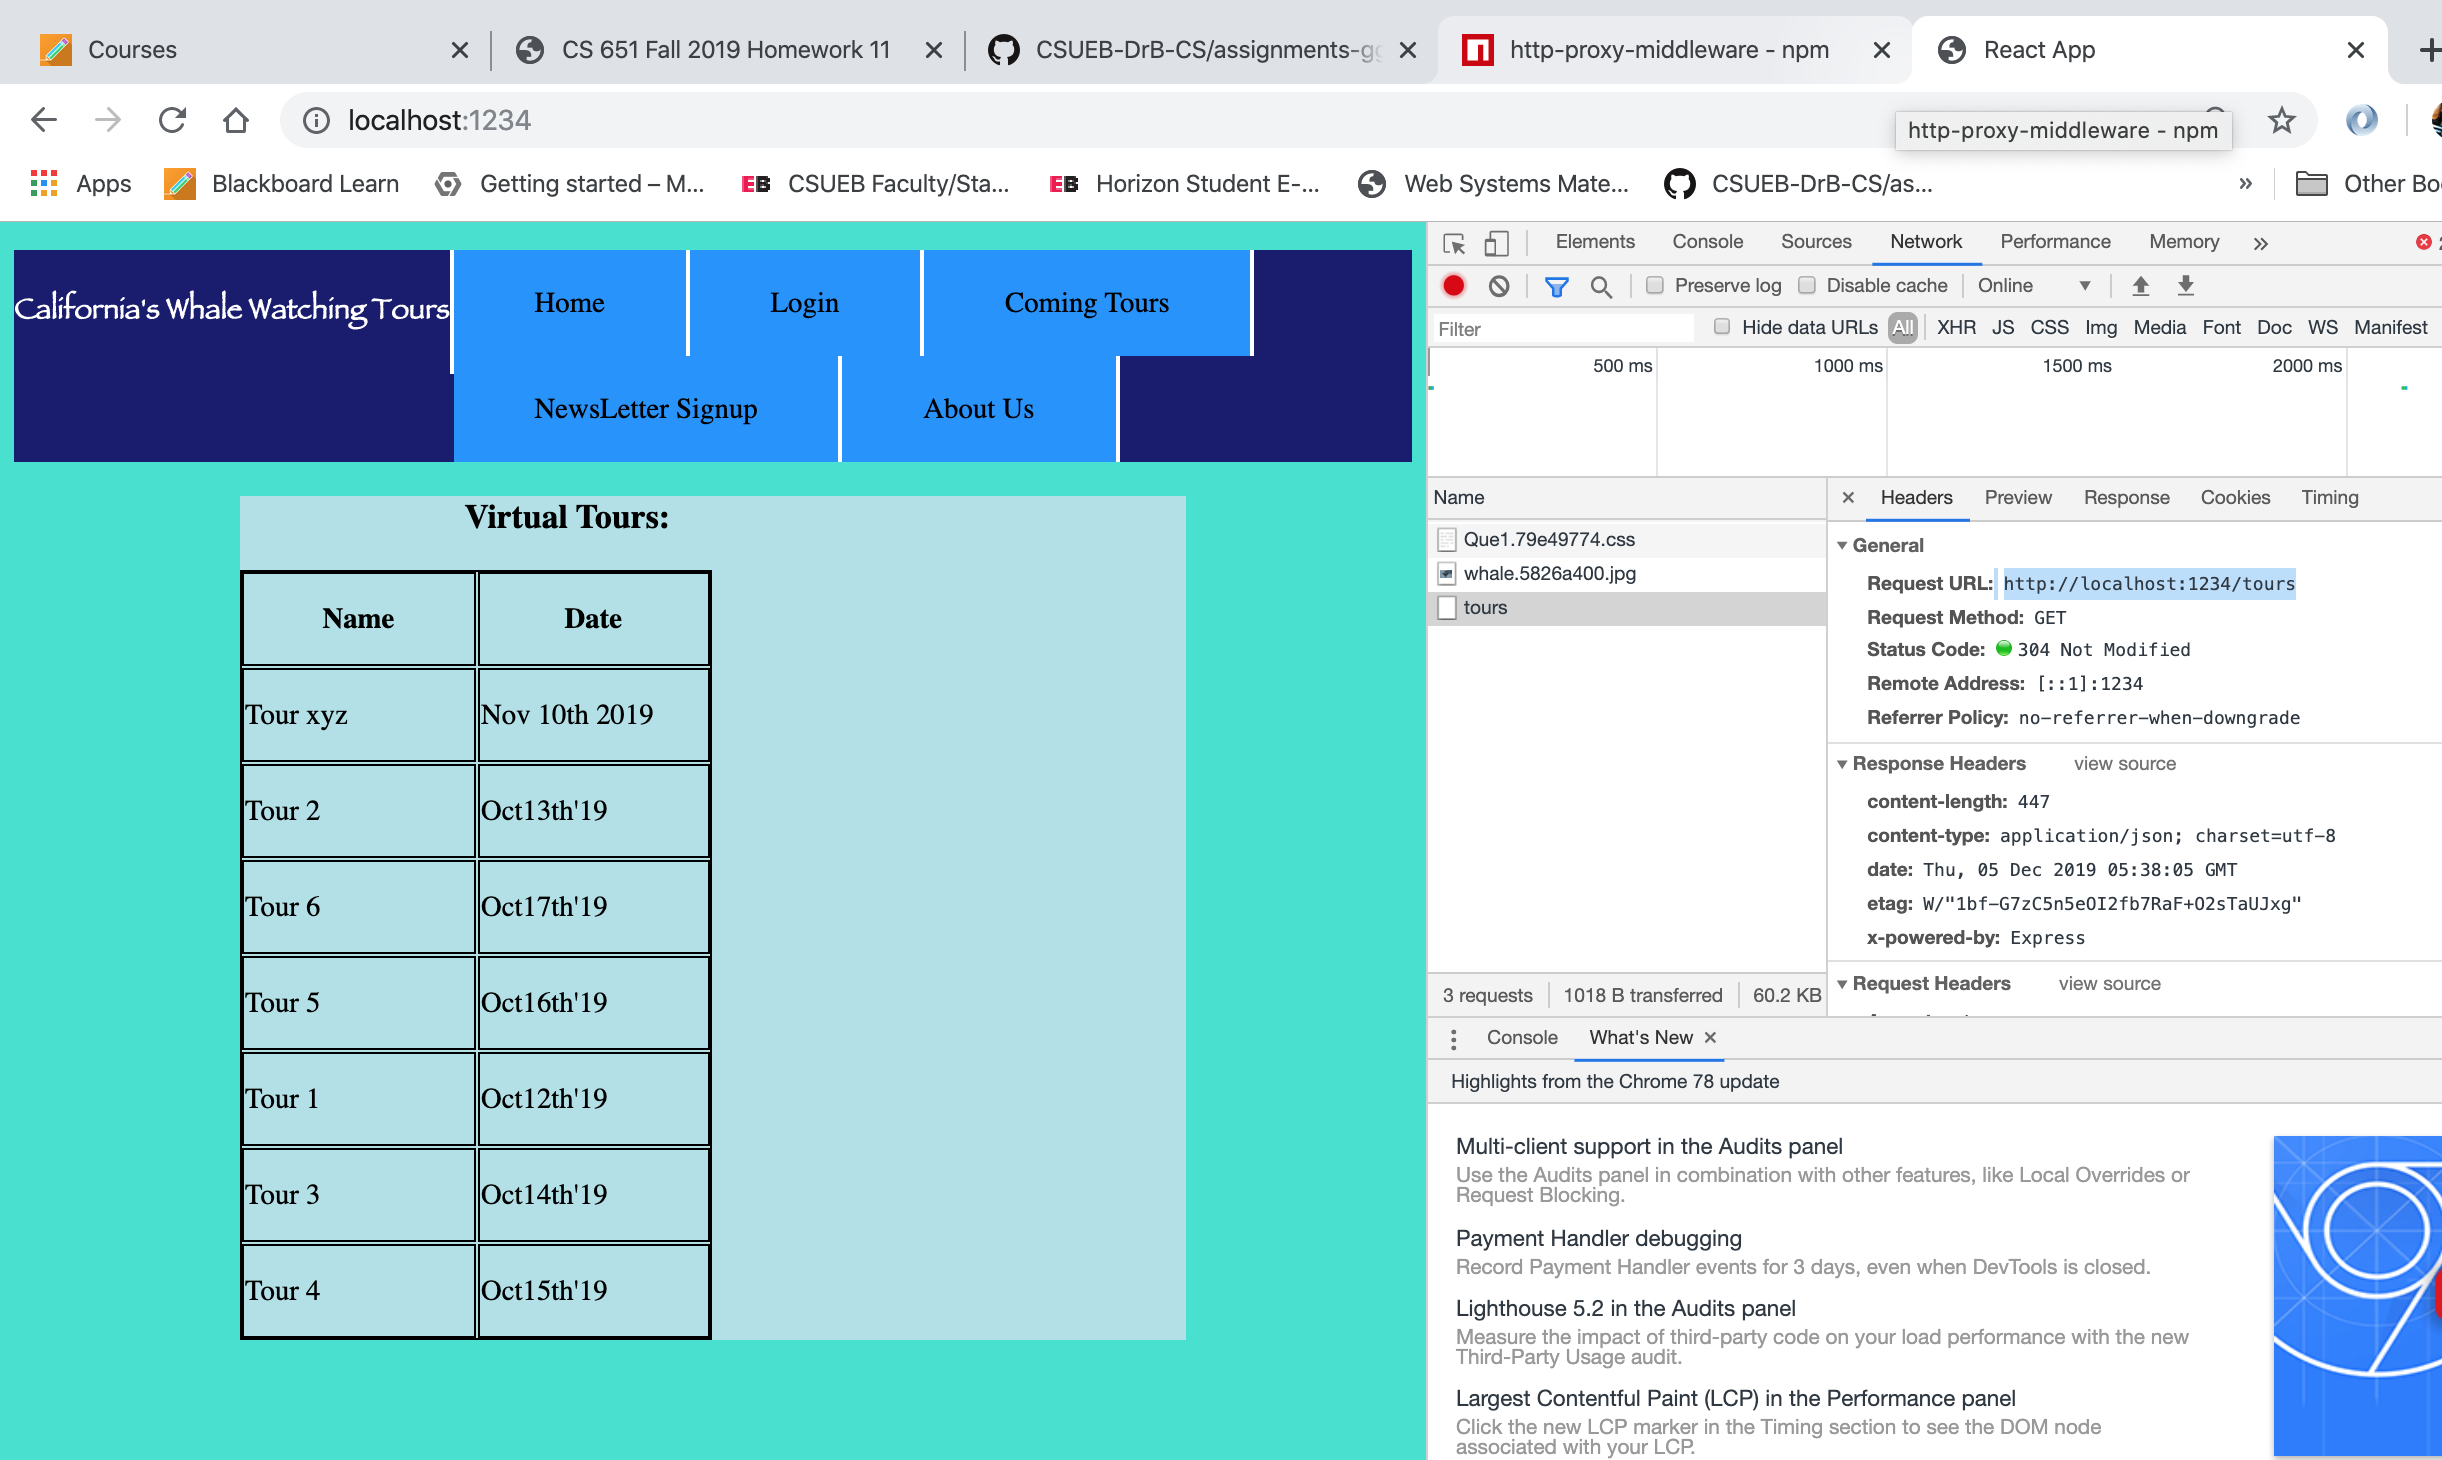 Courses
CS 651 Fall 2019 Homework 11
CSUEB-DrB-CS/assignments-gg
http-proxy-middleware - npm
React App
localhost:1234
http-proxy-middleware - npm
Apps
Blackboard Learn
Getting started – M...
CSUEB Faculty/Sta...
EB
Horizon Student E-...
EB
Web Systems Mate...
CSUEB-DrB-CS/as...
»
Other Bo
California's Whale Watching Tours
Home
Login
Coming Tours
NewsLetter Signup
About Us
Virtual Tours:
Name Date
Tour xyz Nov 10th 2019
Tour 2 Oct13th'19
Tour 6 Oct17th'19
Tour 5 Oct16th'19
Tour 1 Oct12th'19
Tour 3 Oct14th'19
Tour 4 Oct15th'19
Elements Console Sources Network Performance Memory »
Preserve log Disable cache Online
Filter Hide data URLs All XHR JS CSS Img Media Font Doc WS Manifest
500 ms 1000 ms 1500 ms 2000 ms
Name
Que1.79e49774.css
whale.5826a400.jpg
tours
3 requests 1018 B transferred 60.2 KB
Headers Preview Response Cookies Timing
General
Request URL: http://localhost:1234/tours
Request Method: GET
Status Code: 304 Not Modified
Remote Address: [::1]:1234
Referrer Policy: no-referrer-when-downgrade
Response Headers view source
content-length: 447
content-type: application/json; charset=utf-8
date: Thu, 05 Dec 2019 05:38:05 GMT
etag: W/"1bf-G7zC5n5eOI2fb7RaF+O2sTaUJxg"
x-powered-by: Express
Request Headers view source
Console What's New
Highlights from the Chrome 78 update
Multi-client support in the Audits panel
Use the Audits panel in combination with other features, like Local Overrides or
Request Blocking.
Payment Handler debugging
Record Payment Handler events for 3 days, even when DevTools is closed.
Lighthouse 5.2 in the Audits panel
Measure the impact of third-party code on your load performance with the new
Third-Party Usage audit.
Largest Contentful Paint (LCP) in the Performance panel
Click the new LCP marker in the Timing section to see the DOM node
associated with your LCP.